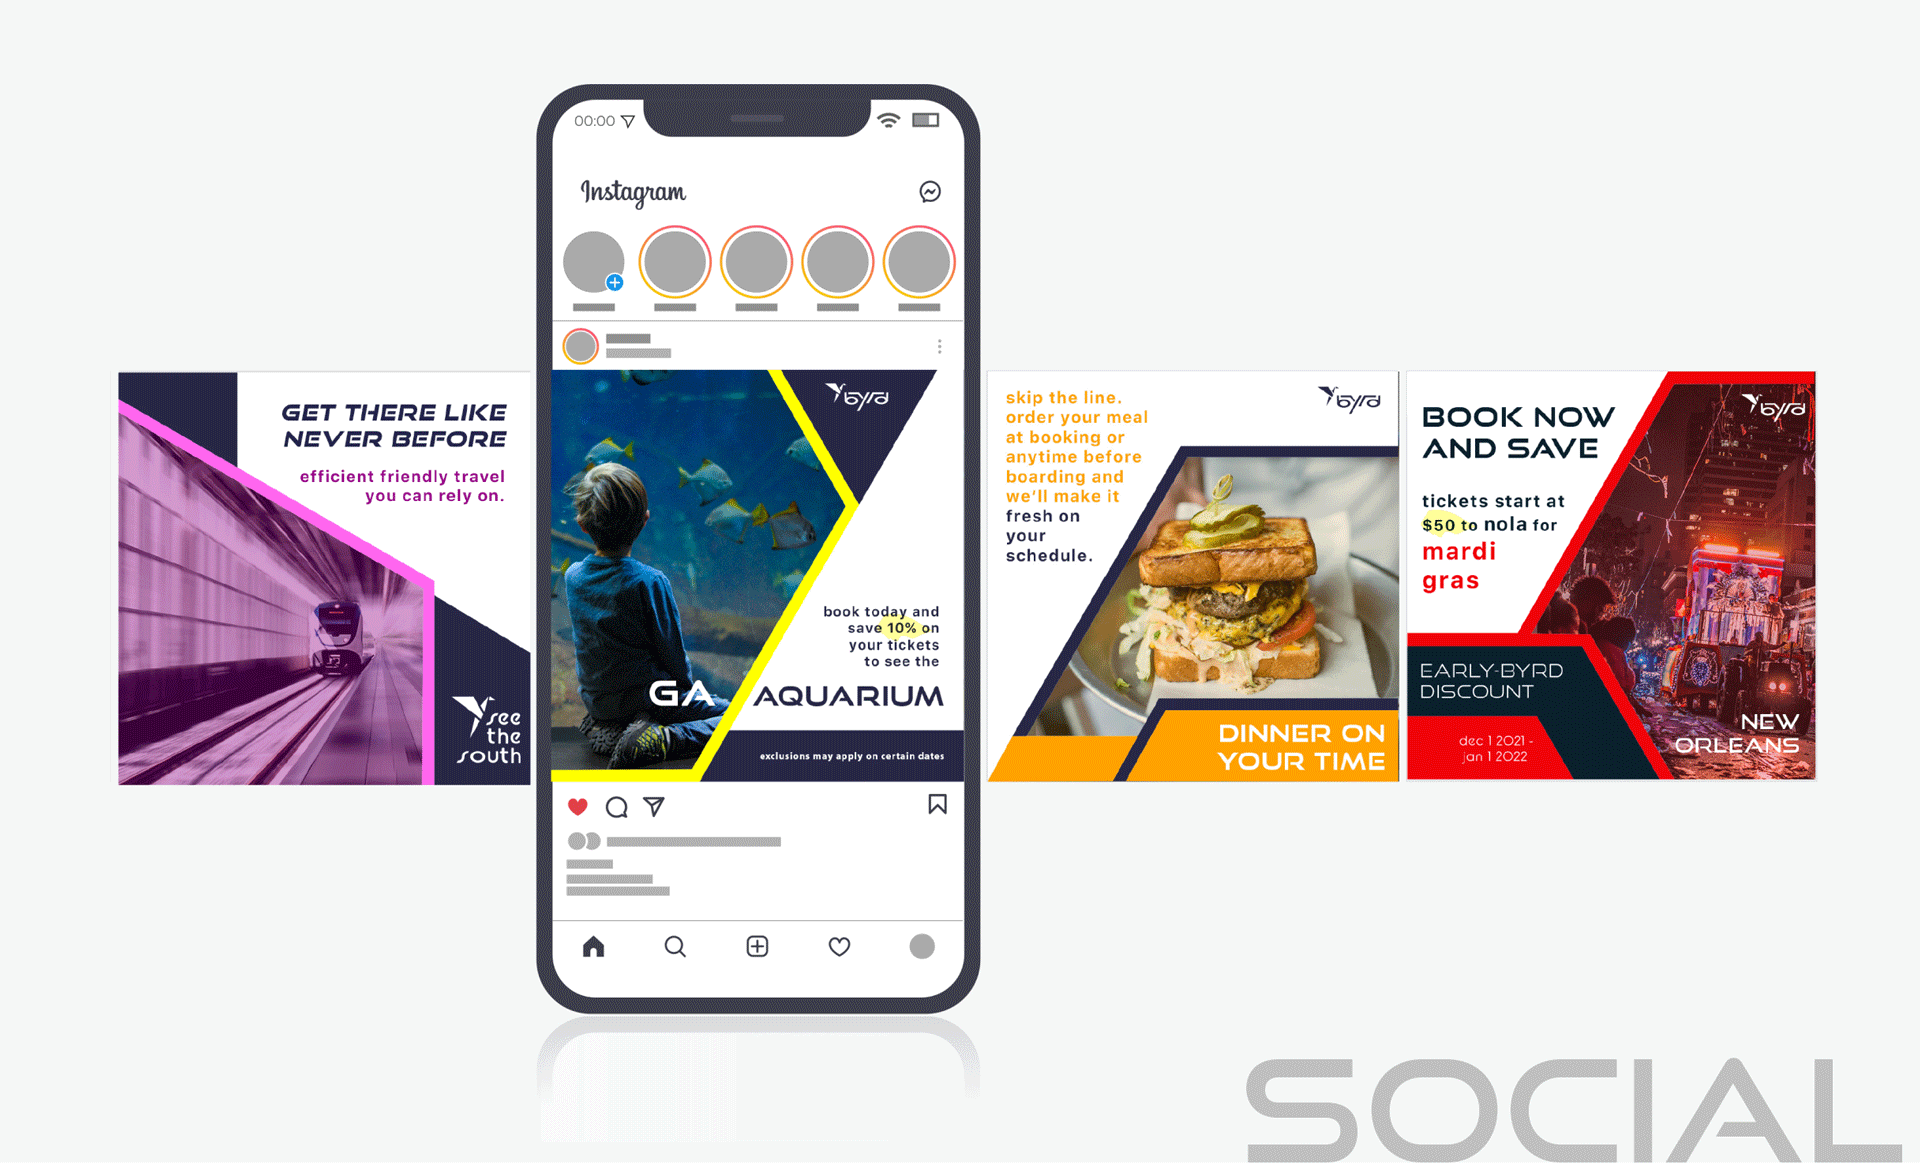 00:00
Instagram
GET THERE LIKE
NEVER BEFORE
efficient friendly travel
you can rely on.
see
the
south
byrd
book today and
save 10% on
your tickets
to see the
GA AQUARIUM
exclusions may apply on certain dates
skip the line.
order your meal
at booking or
anytime before
boarding and
we'll make it
fresh on
your
schedule.
byrd
DINNER ON
YOUR TIME
BOOK NOW
AND SAVE
byrd
tickets start at
$50 to nola for
mardi
gras
EARLY-BYRD
DISCOUNT
dec 1 2021 -
jan 1 2022
NEW
ORLEANS
SOCIAL